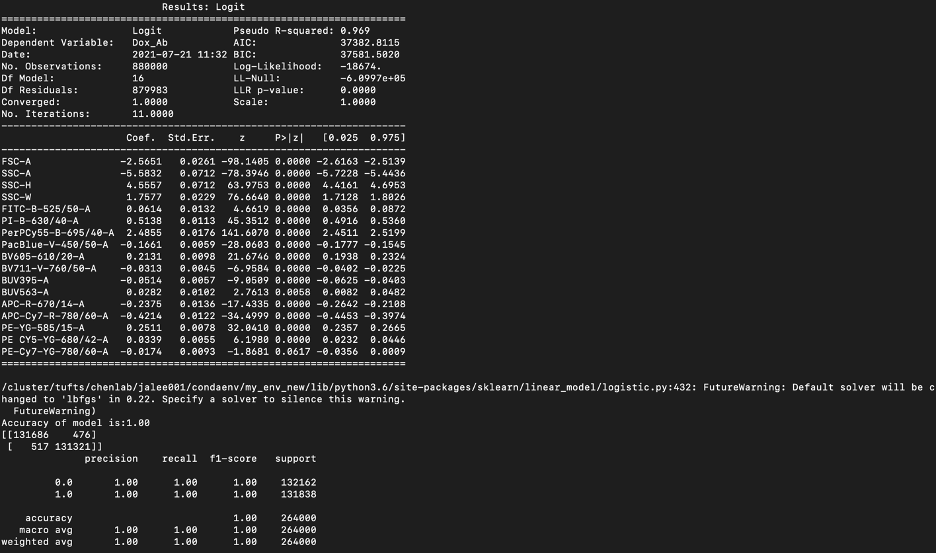 Results: Logit
=================================================================
Model: Logit Pseudo R-squared: 0.969
Dependent Variable: Dox_Ab AIC: 37382.8115
Date: 2021-07-21 11:32 BIC: 37581.5020
No. Observations: 880000 Log-Likelihood: -18674.
Df Model: 16 LL-Null: -6.0997e+05
Df Residuals: 879983 LLR p-value: 0.0000
Converged: 1.0000 Scale: 1.0000
No. Iterations: 11.0000
-----------------------------------------------------------------
Coef. Std.Err. z P>|z| [0.025 0.975]
-----------------------------------------------------------------
FSC-A -2.5651 0.0261 -98.1405 0.0000 -2.6163 -2.5139
SSC-A -5.5832 0.0712 -78.3946 0.0000 -5.7228 -5.4436
SSC-H 4.5557 0.0712 63.9753 0.0000 4.4161 4.6953
SSC-W 1.7577 0.0229 76.6640 0.0000 1.7128 1.8026
FITC-B-525/50-A 0.0614 0.0132 4.6619 0.0000 0.0356 0.0872
PI-B-630/40-A 0.5138 0.0113 45.3512 0.0000 0.4916 0.5360
PerPCy55-B-695/40-A 2.4855 0.0176 141.6070 0.0000 2.4511 2.5199
PacBlue-V-450/50-A -0.1661 0.0059 -28.0603 0.0000 -0.1777 -0.1545
BV605-610/20-A 0.2131 0.0098 21.6746 0.0000 0.1938 0.2324
BV711-V-760/50-A -0.0313 0.0045 -6.9584 0.0000 -0.0402 -0.0225
BUV395-A -0.0514 0.0057 -9.0509 0.0000 -0.0625 -0.0403
BUV563-A 0.0282 0.0102 2.7613 0.0058 0.0082 0.0482
APC-R-670/14-A -0.2375 0.0136 -17.4335 0.0000 -0.2642 -0.2108
APC-Cy7-R-780/60-A -0.4214 0.0122 -34.4999 0.0000 -0.4453 -0.3974
PE-YG-585/15-A 0.2511 0.0078 32.0410 0.0000 0.2357 0.2665
PE CY5-YG-680/42-A 0.0339 0.0055 6.1980 0.0000 0.0232 0.0446
PE-Cy7-YG-780/60-A -0.0174 0.0093 -1.8681 0.0617 -0.0356 0.0009
=================================================================
/cluster/tufts/chenlab/jalee001/condaenv/my_env_new/lib/python3.6/site-packages/sklearn/linear_model/logistic.py:432: FutureWarning: Default solver will be c
hanged to 'lbfgs' in 0.22. Specify a solver to silence this warning.
FutureWarning)
Accuracy of model is:1.00
[[131686 476]
[ 517 131321]]
precision recall f1-score support
0.0 1.00 1.00 1.00 132162
1.0 1.00 1.00 1.00 131838
accuracy 1.00 264000
macro avg 1.00 1.00 1.00 264000
weighted avg 1.00 1.00 1.00 264000